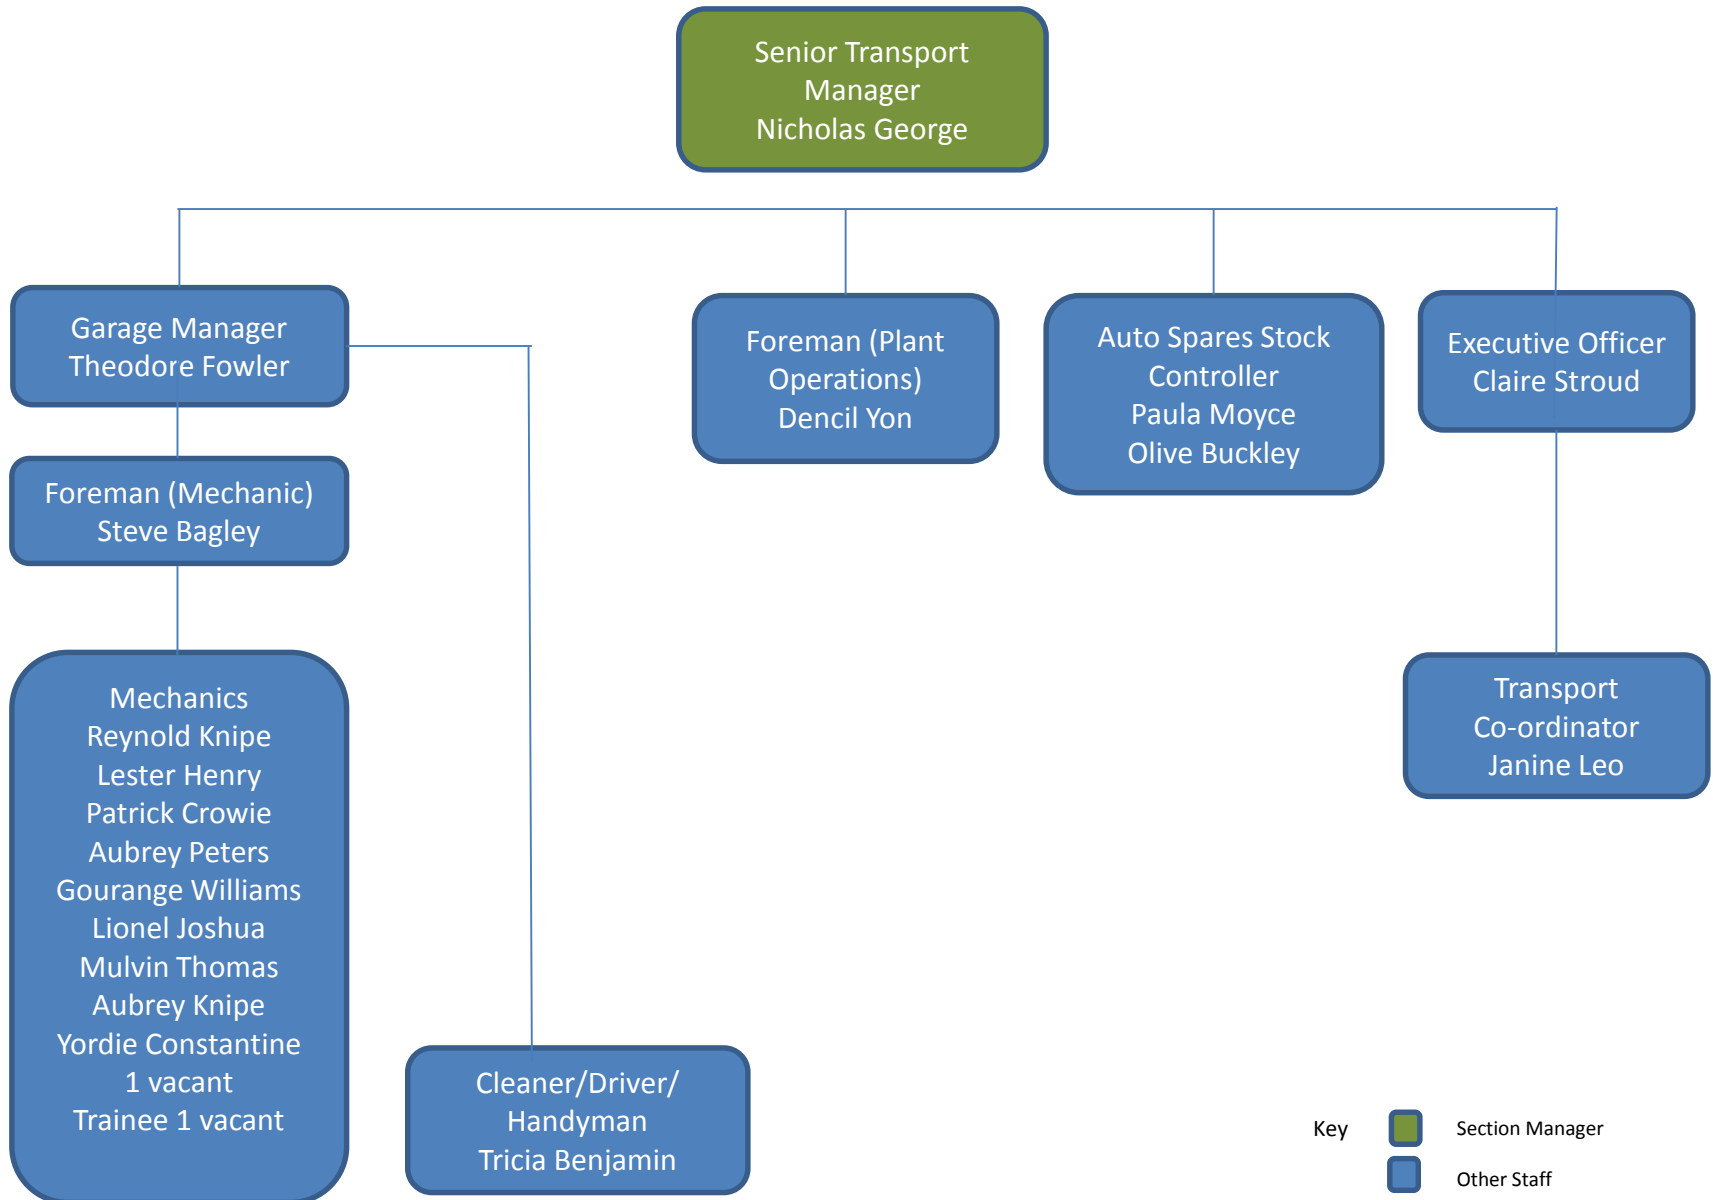 Senior Transport
Manager
Nicholas George
Garage Manager
Theodore Fowler
Foreman (Plant
Operations)
Dencil Yon
Auto Spares Stock
Controller
Paula Moyce
Olive Buckley
Executive Officer
Claire Stroud
Foreman (Mechanic)
Steve Bagley
Mechanics
Reynold Knipe
Lester Henry
Patrick Crowie
Aubrey Peters
Gourange Williams
Lionel Joshua
Mulvin Thomas
Aubrey Knipe
Yordie Constantine
1 vacant
Trainee 1 vacant
Transport
Co-ordinator
Janine Leo
Cleaner/Driver/
Handyman
Tricia Benjamin
Key
Section Manager
Other Staff